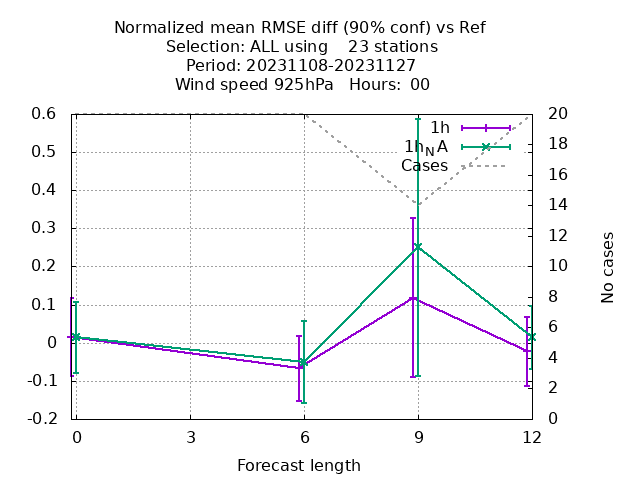 Normalized mean RMSE diff (90% conf) vs Ref
Selection: ALL using    23 stations
Period: 20231108-20231127
Wind speed 925hPa   Hours: 00
0.6
0.5
0.4
0.3
0.2
0.1
0
-0.1
-0.2
20
18
16
14
12
10
8
6
4
2
0
1h
1h_NA
Cases
No cases
0 3 6 9 12
Forecast length